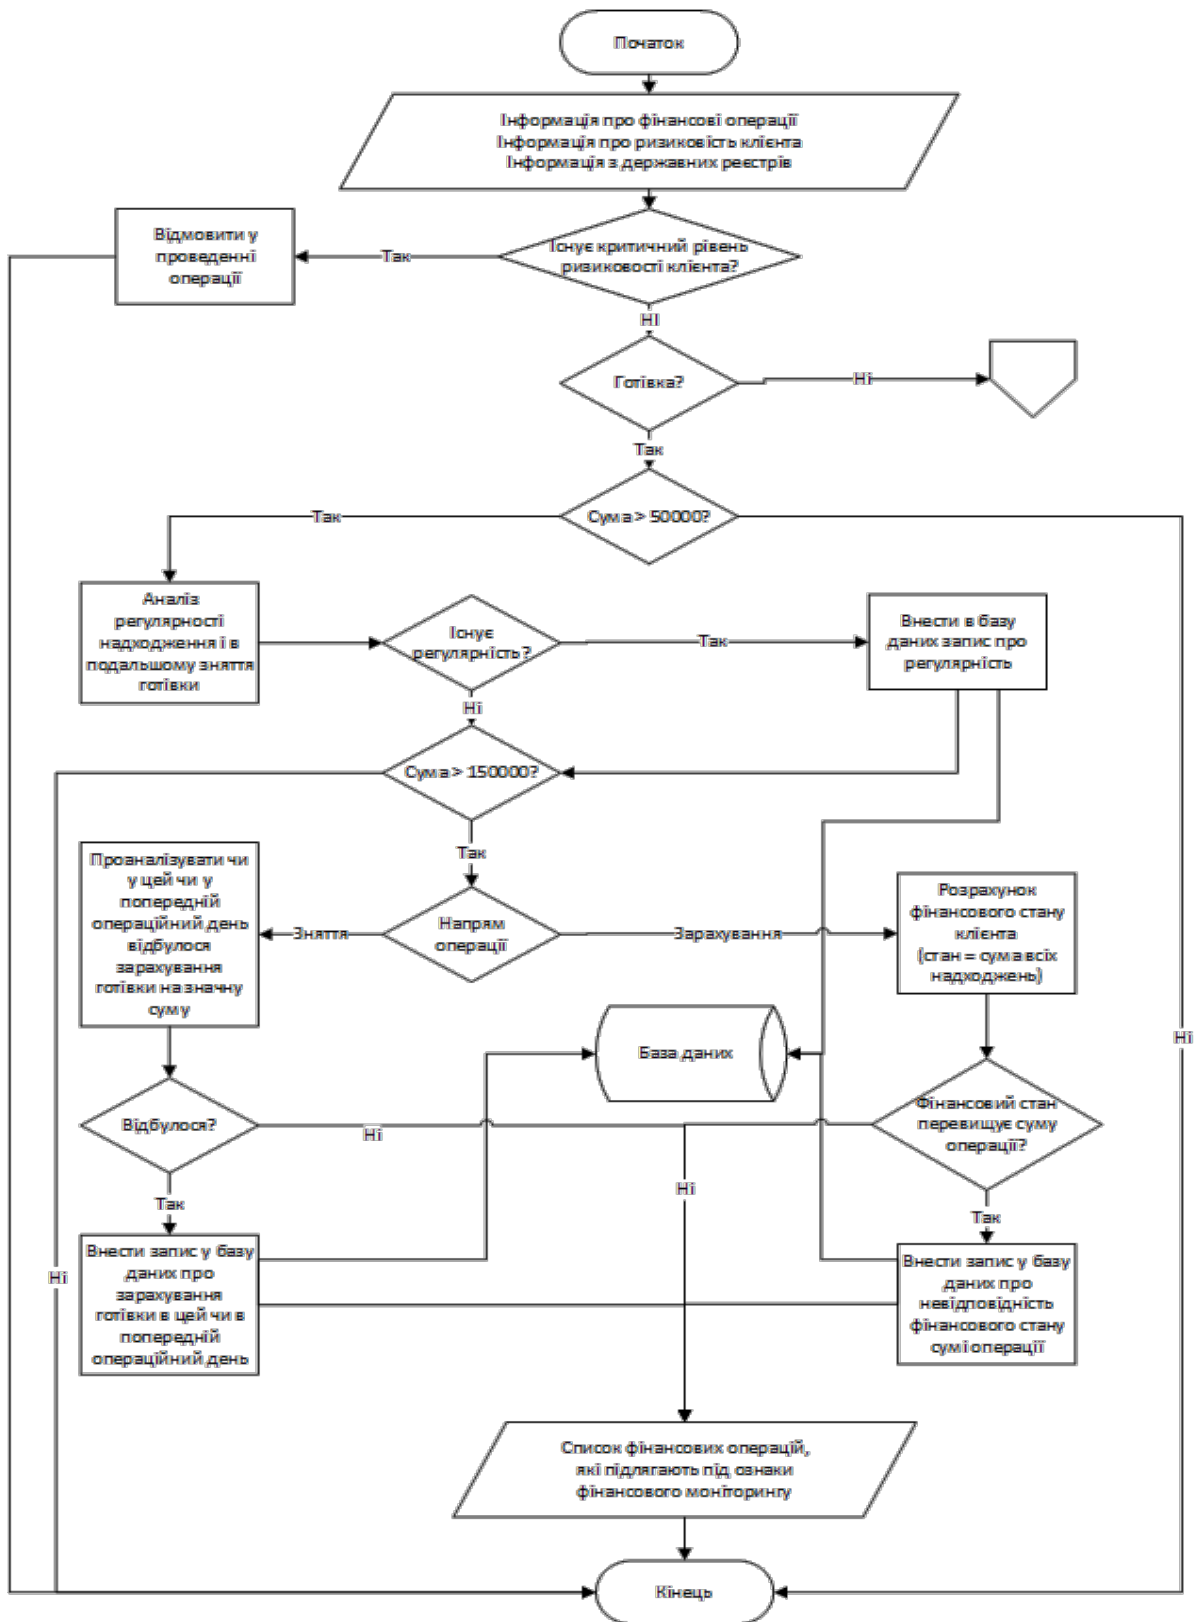 Початок
Інформація про фінансові операції
Інформація про ризиковість клієнта
Інформація з державних реєстрів
Відмовити у
проведенні
операції
Так
Існує критичний рівень
ризиковості клієнта?
Ні
Готівка?
Ні
Так
Сума > 50000?
Так
Аналіз
регулярності
надходження і в
подальшому зняття
готівки
Існує
регулярність?
Так
Внести в базу
даних запис про
регулярність
Ні
Сума > 150000?
Так
Проаналізувати чи
у цей чи у
попередній
операційний день
відбулося
зарахування
готівки на значну
суму
Зняття
Напрям
операції
Зарахування
Розрахунок
фінансового стану
клієнта
(стан = сума всіх
надходжень)
База даних
Ні
Відбулося?
Ні
Фінансовий стан
перевищує суму
операції?
Ні
Так
Так
Внести запис у базу
даних про
зарахування
готівки в цей чи в
попередній
операційний день
Ні
Внести запис у базу
даних про
невідповідність
фінансового стану
сумі операції
Список фінансових операцій,
які підлягають під ознаки
фінансового моніторингу
Кінець